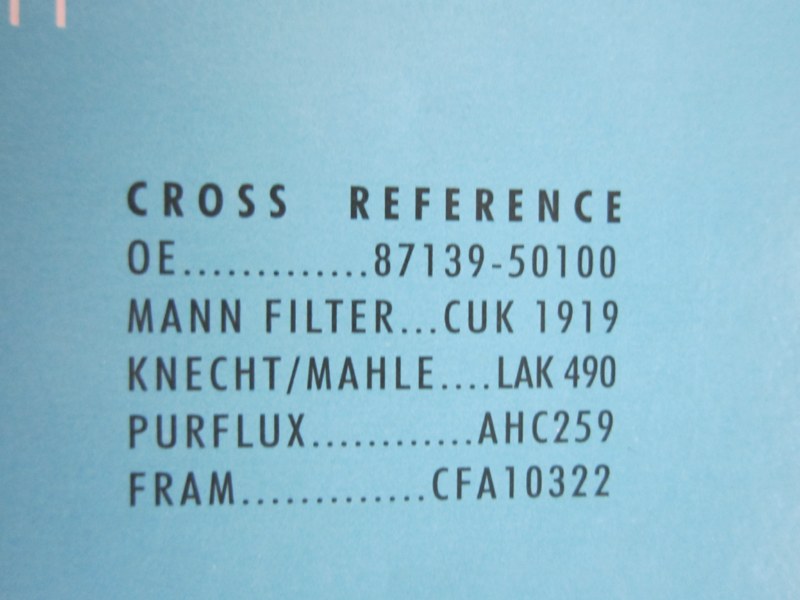 CROSS REFERENCE
OE.............87139-50100
MANN FILTER...CUK 1919
KNECHT/MAHLE....LAK 490
PURFLUX............AHC259
FRAM.............CFA10322